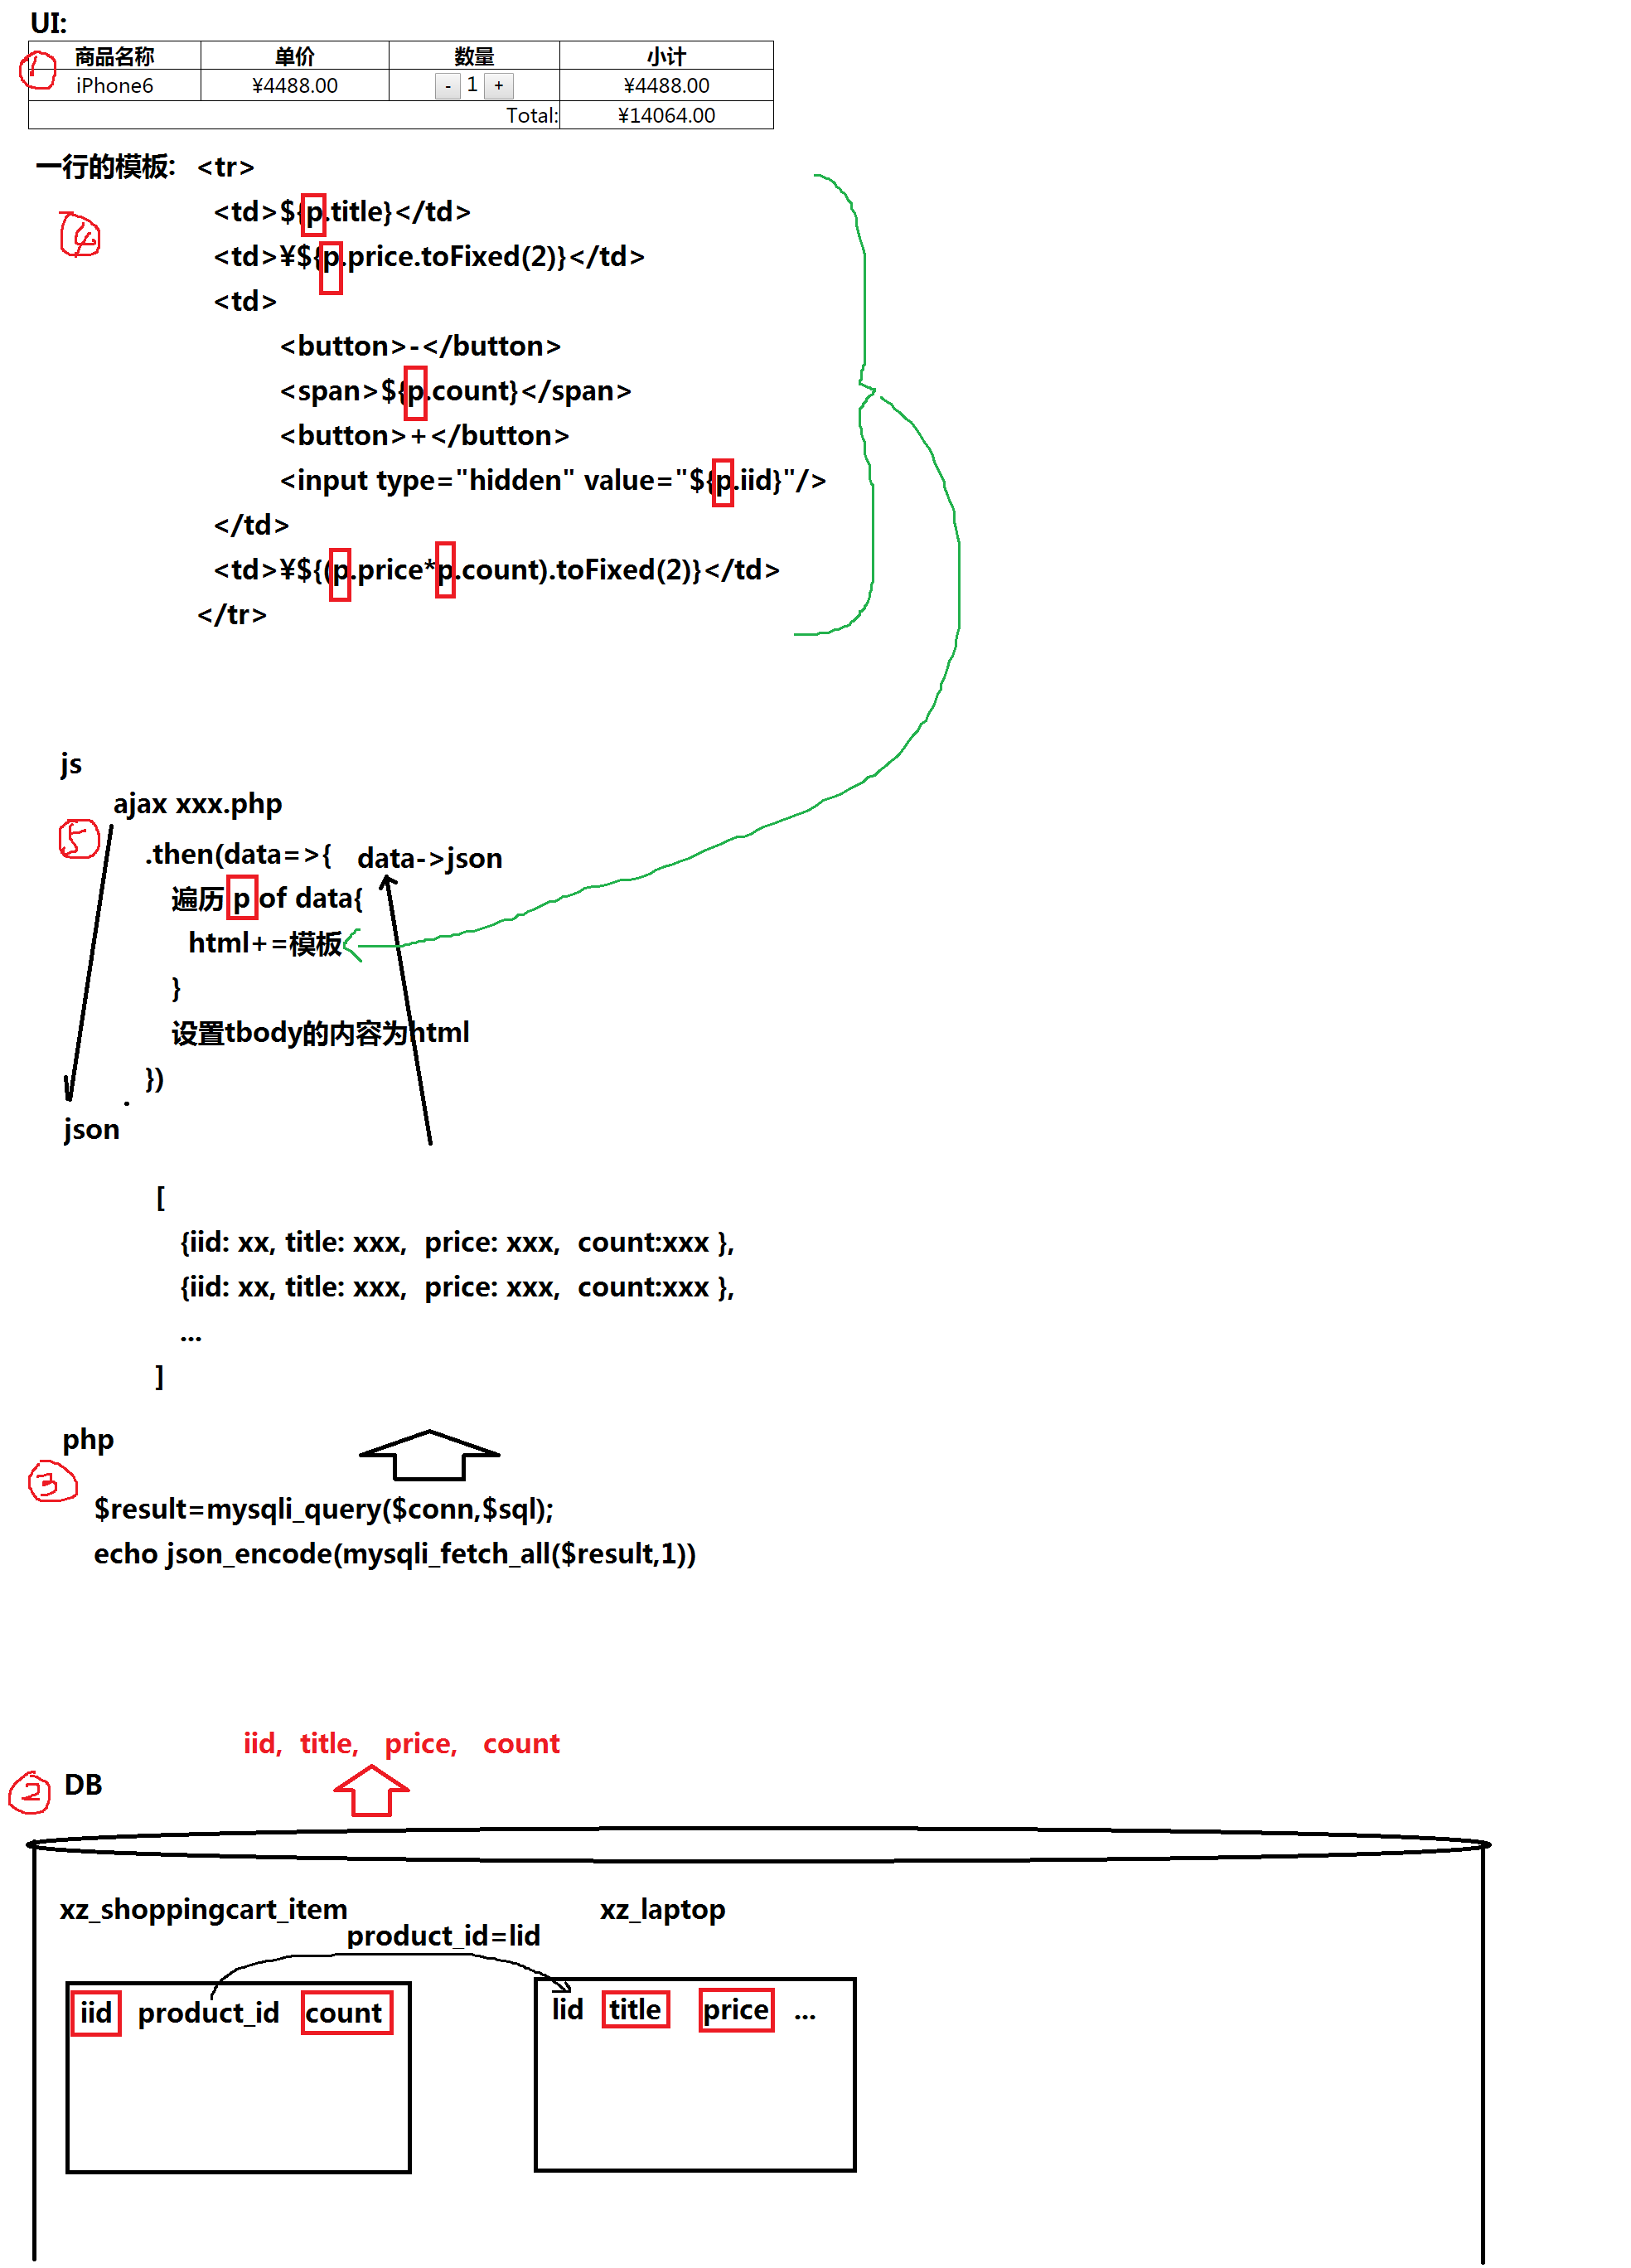 UI:
① 商品名称 单价 数量 小计
iPhone6 ¥4488.00 - 1 + ¥4488.00
Total: ¥14064.00
一行的模板: <tr>
④ <td>${p.title}</td>
<td>¥${p.price.toFixed(2)}</td>
<td>
<button>-</button>
<span>${p.count}</span>
<button>+</button>
<input type="hidden" value="${p.iid}"/>
</td>
<td>¥${(p.price*p.count).toFixed(2)}</td>
</tr>
js
ajax xxx.php
⑤ .then(data=>{ data->json
遍历 p of data{
html+=模板
}
设置tbody的内容为html
})
json
[
{iid: xx, title: xxx, price: xxx, count:xxx },
{iid: xx, title: xxx, price: xxx, count:xxx },
...
]
php
③
$result=mysqli_query($conn,$sql);
echo json_encode(mysqli_fetch_all($result,1))
iid, title, price, count
② DB
xz_shoppingcart_item xz_laptop
product_id=lid
iid product_id count lid title price ...